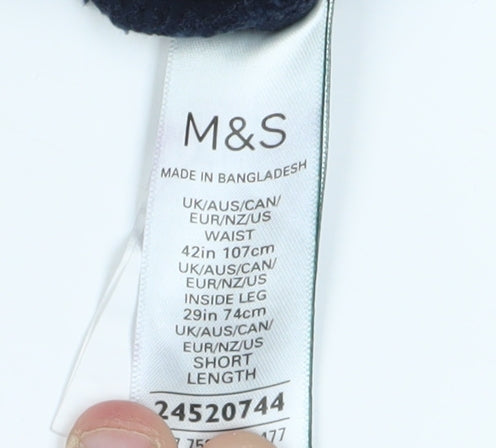 M&S
MADE IN BANGLADESH
UK/AUS/CAN/
EUR/NZ/US
WAIST
42in 107cm
UK/AUS/CAN/
EUR/NZ/US
INSIDE LEG
29in 74cm
UK/AUS/CAN/
EUR/NZ/US
SHORT
LENGTH
24520744